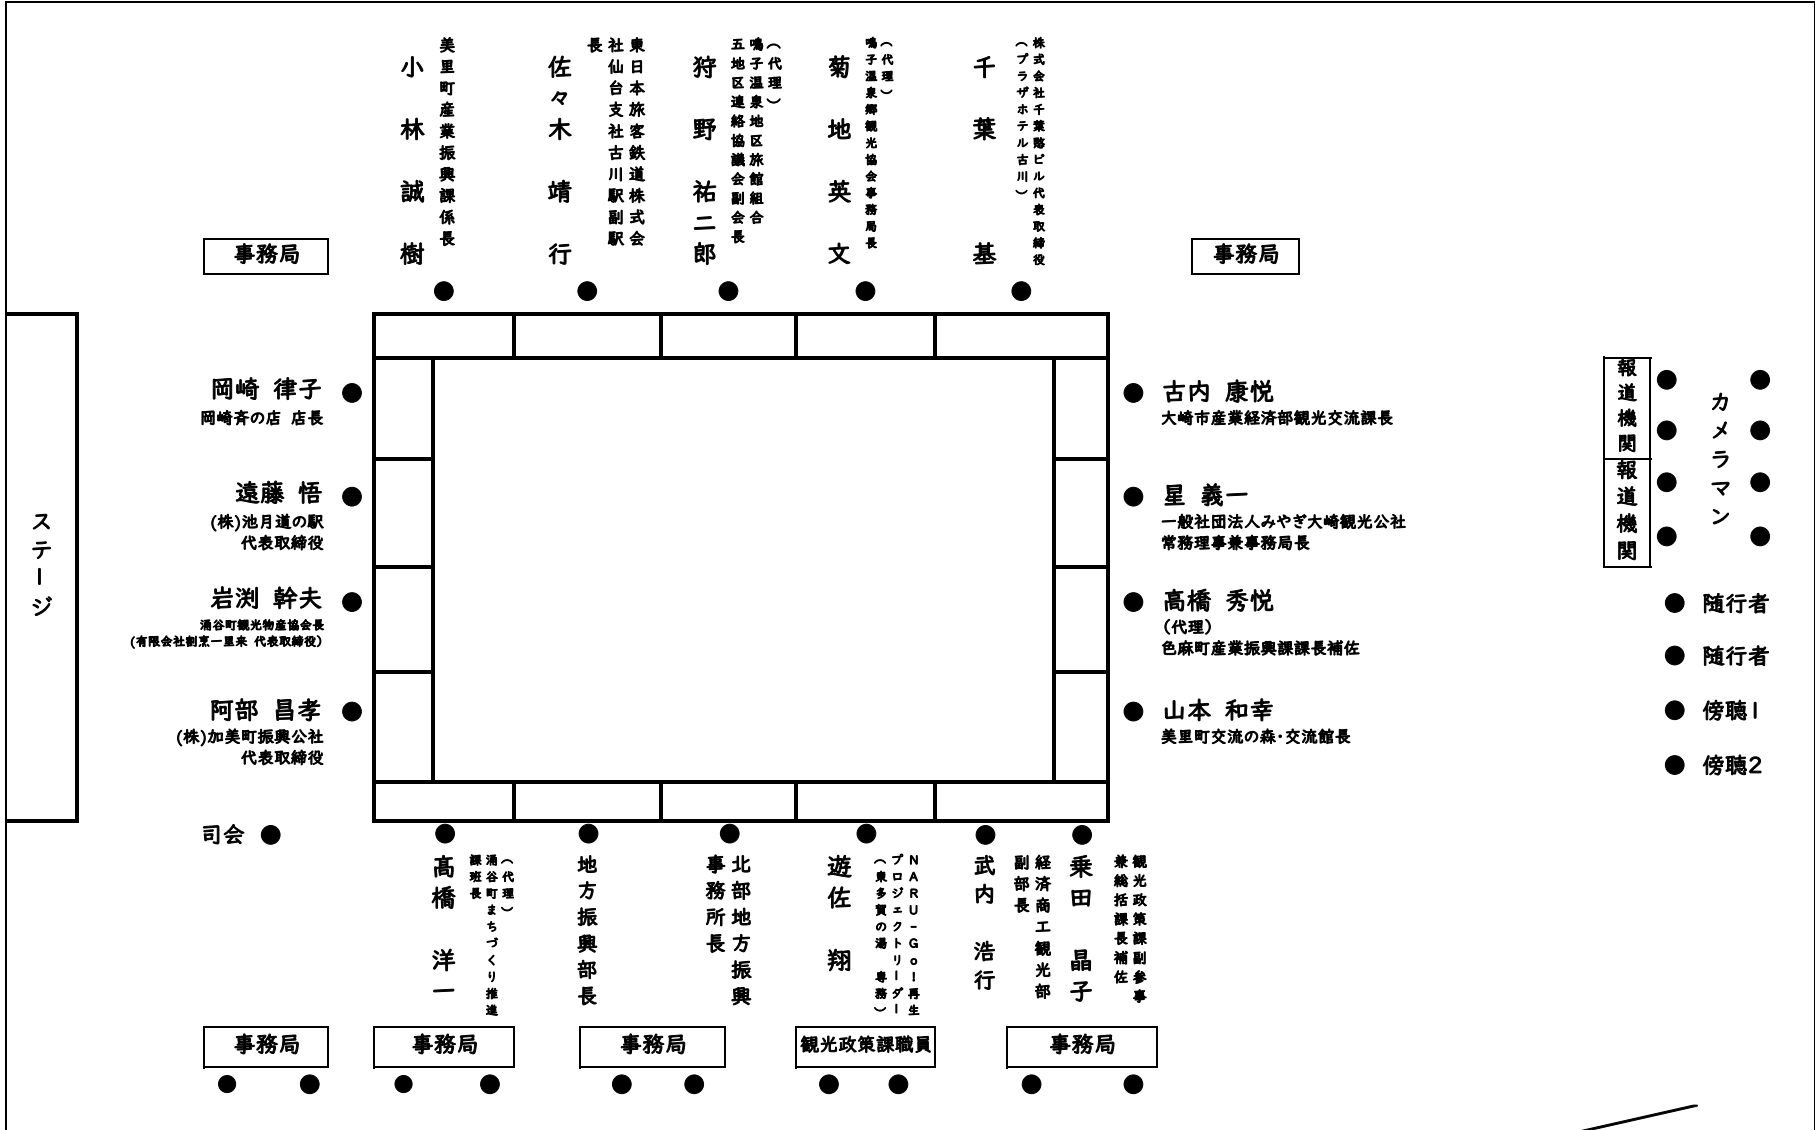 美里町産業振興課係長
小林誠樹
東日本旅客鉄道株式会
社仙台支社古川駅副駅
長
佐々木靖行
(代理)
鳴子温泉地区旅館組合
五地区連絡協議会副会長
狩野祐二郎
(代理)
鳴子温泉郷観光協会事務局長
菊地英文
株式会社千葉鶏ビル代表取締役
(プラザホテル古川)
千葉 基
事務局
事務局
ステージ
岡崎 律子
岡崎斉の店 店長
遠藤 悟
(株)池月道の駅
代表取締役
岩渕 幹夫
涌谷町観光物産協会長
(有限会社割烹一里来 代表取締役)
阿部 昌孝
(株)加美町振興公社
代表取締役
司会
古内 康悦
大崎市産業経済部観光交流課長
星 義一
一般社団法人みやぎ大崎観光公社
常務理事兼事務局長
高橋 秀悦
(代理)
色麻町産業振興課課長補佐
山本 和幸
美里町交流の森・交流館長
報道機関
報道機関
カメラマン
随行者
随行者
傍聴1
傍聴2
(代理)
涌谷町まちづくり推進
課班長
髙橋 洋一
地方振興部長
北部地方振興
事務所長
NARU-Go!再生
プロジェクトリーダー
(東多賀の湯 専務)
遊佐 翔
経済商工観光部
副部長
武内 浩行
観光政策課副参事
兼総括課長補佐
乗田 晶子
事務局
事務局
事務局
観光政策課職員
事務局